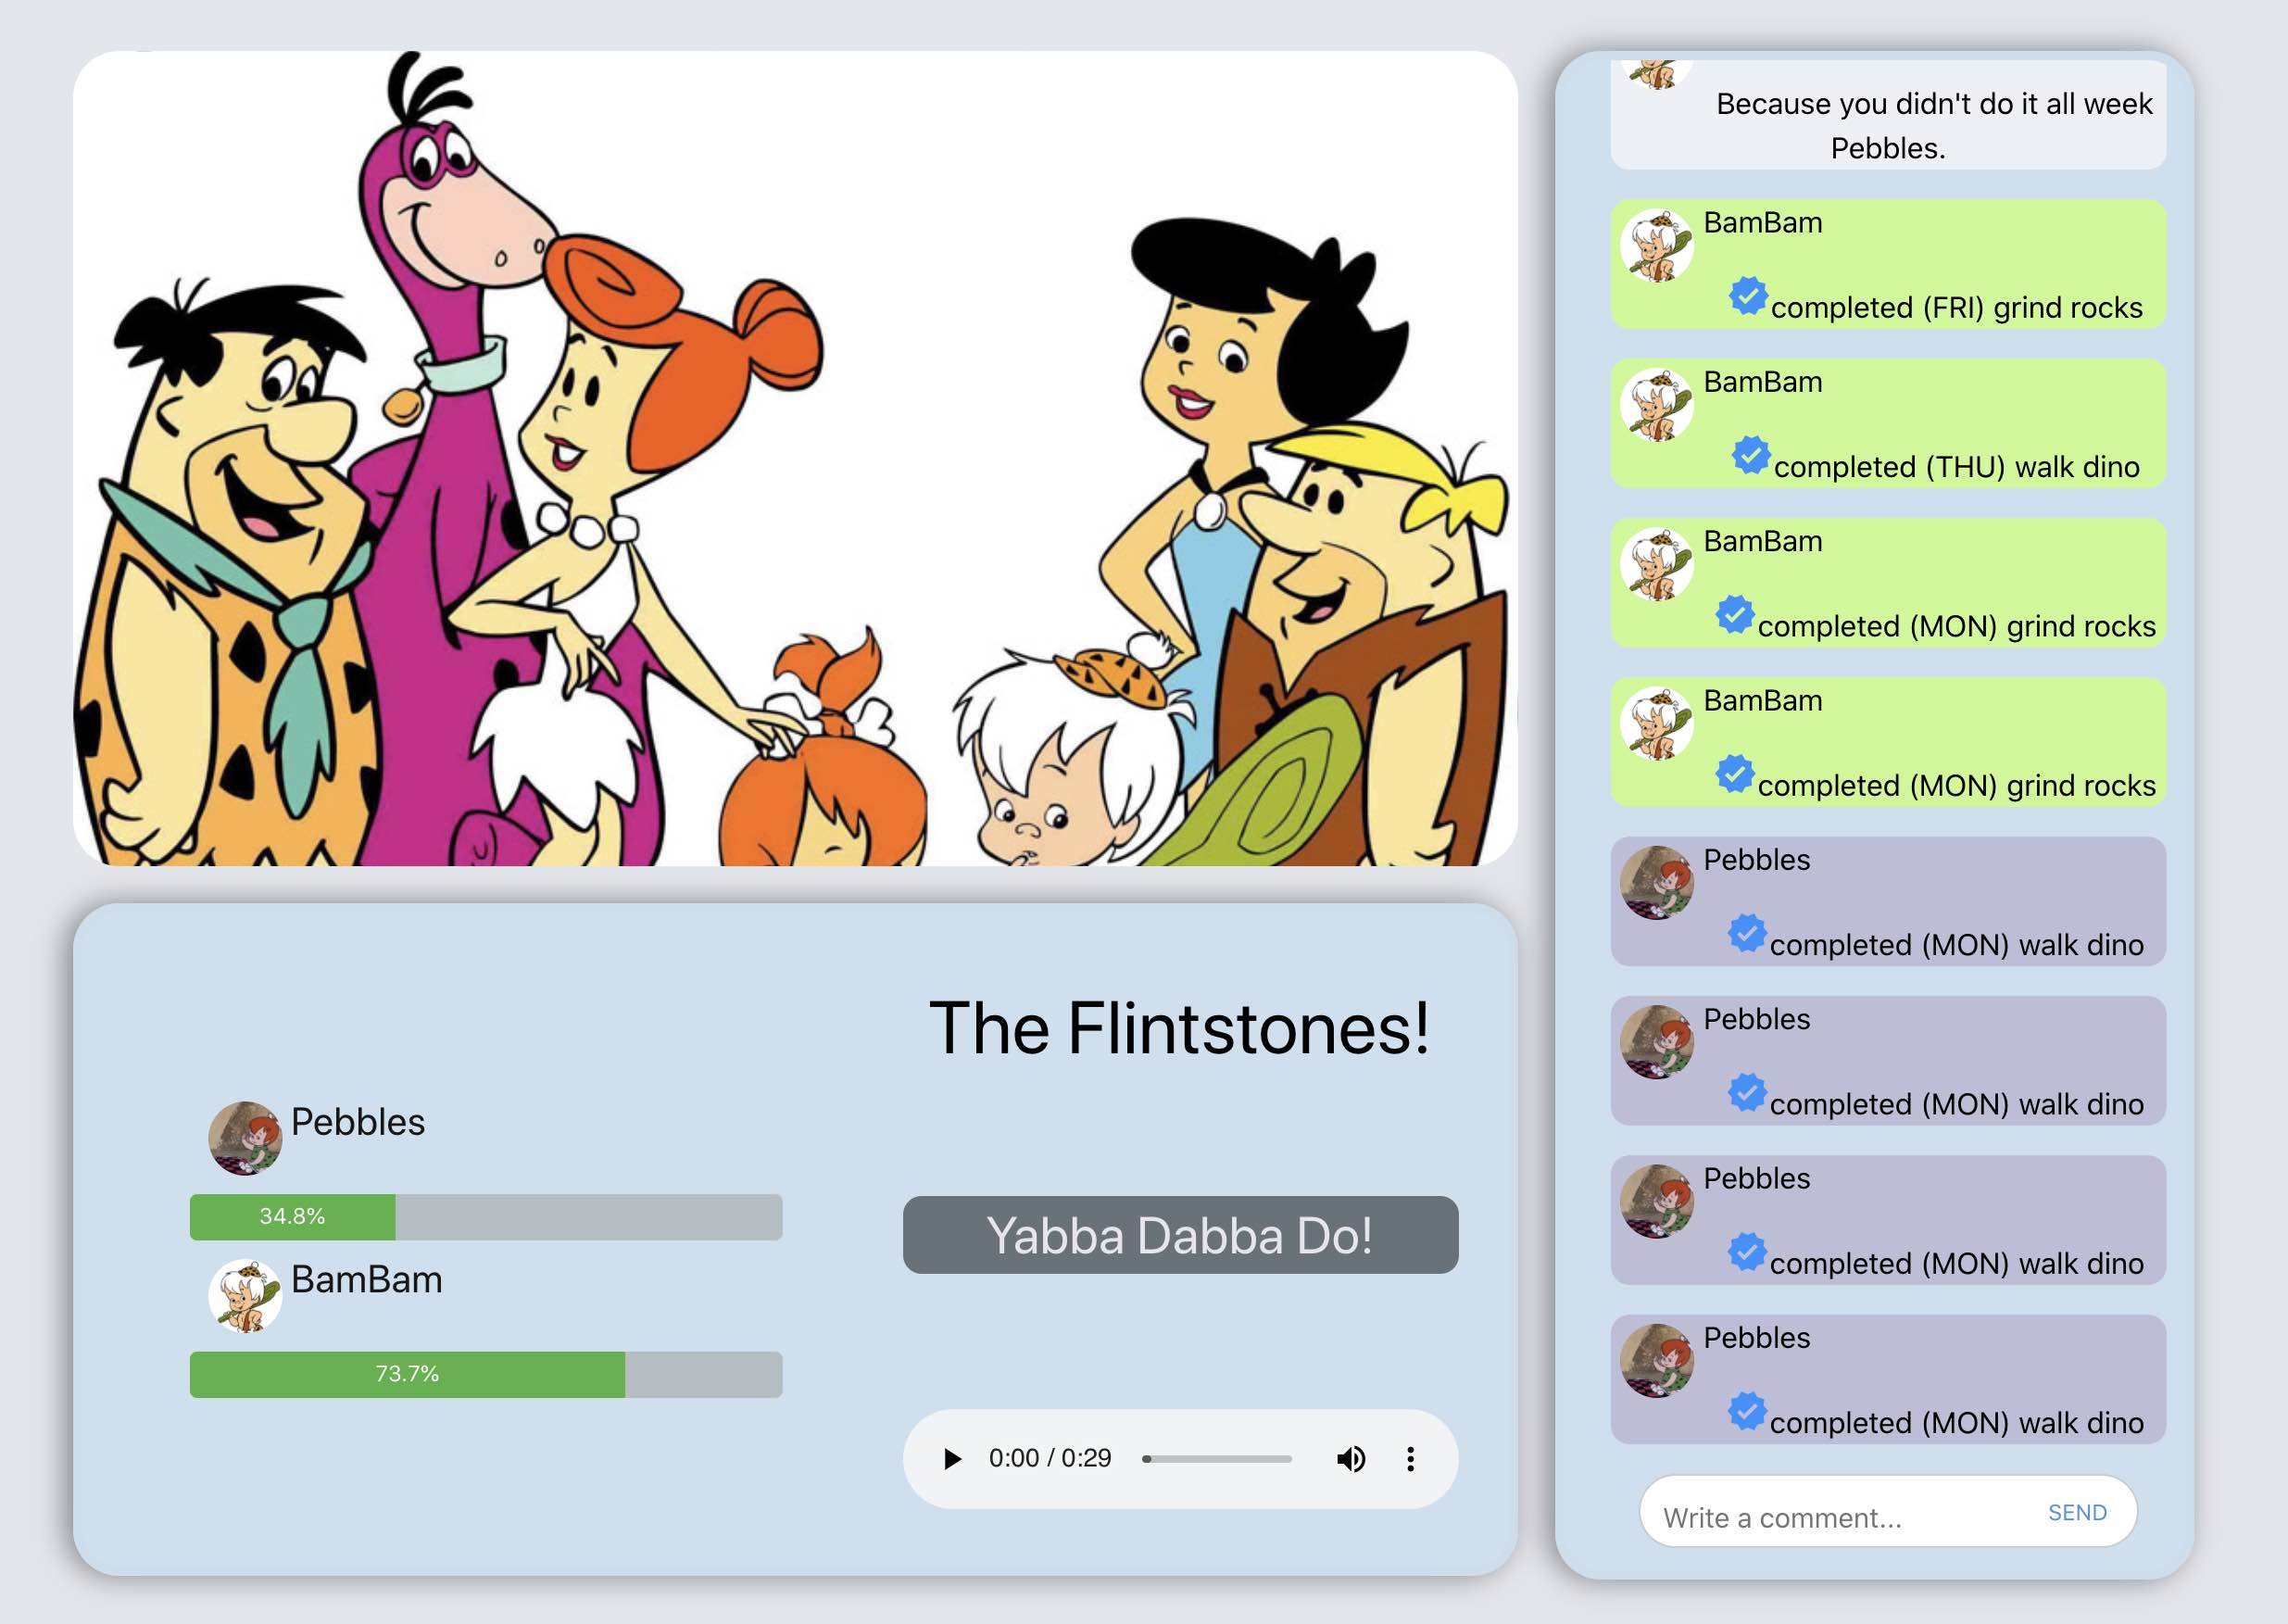 Because you didn't do it all week
Pebbles.
BamBam
completed (FRI) grind rocks
BamBam
completed (THU) walk dino
BamBam
completed (MON) grind rocks
BamBam
completed (MON) grind rocks
Pebbles
completed (MON) walk dino
Pebbles
completed (MON) walk dino
Pebbles
completed (MON) walk dino
Pebbles
completed (MON) walk dino
Write a comment...
SEND
The Flintstones!
Pebbles
34.8%
BamBam
73.7%
Yabba Dabba Do!
0:00 / 0:29